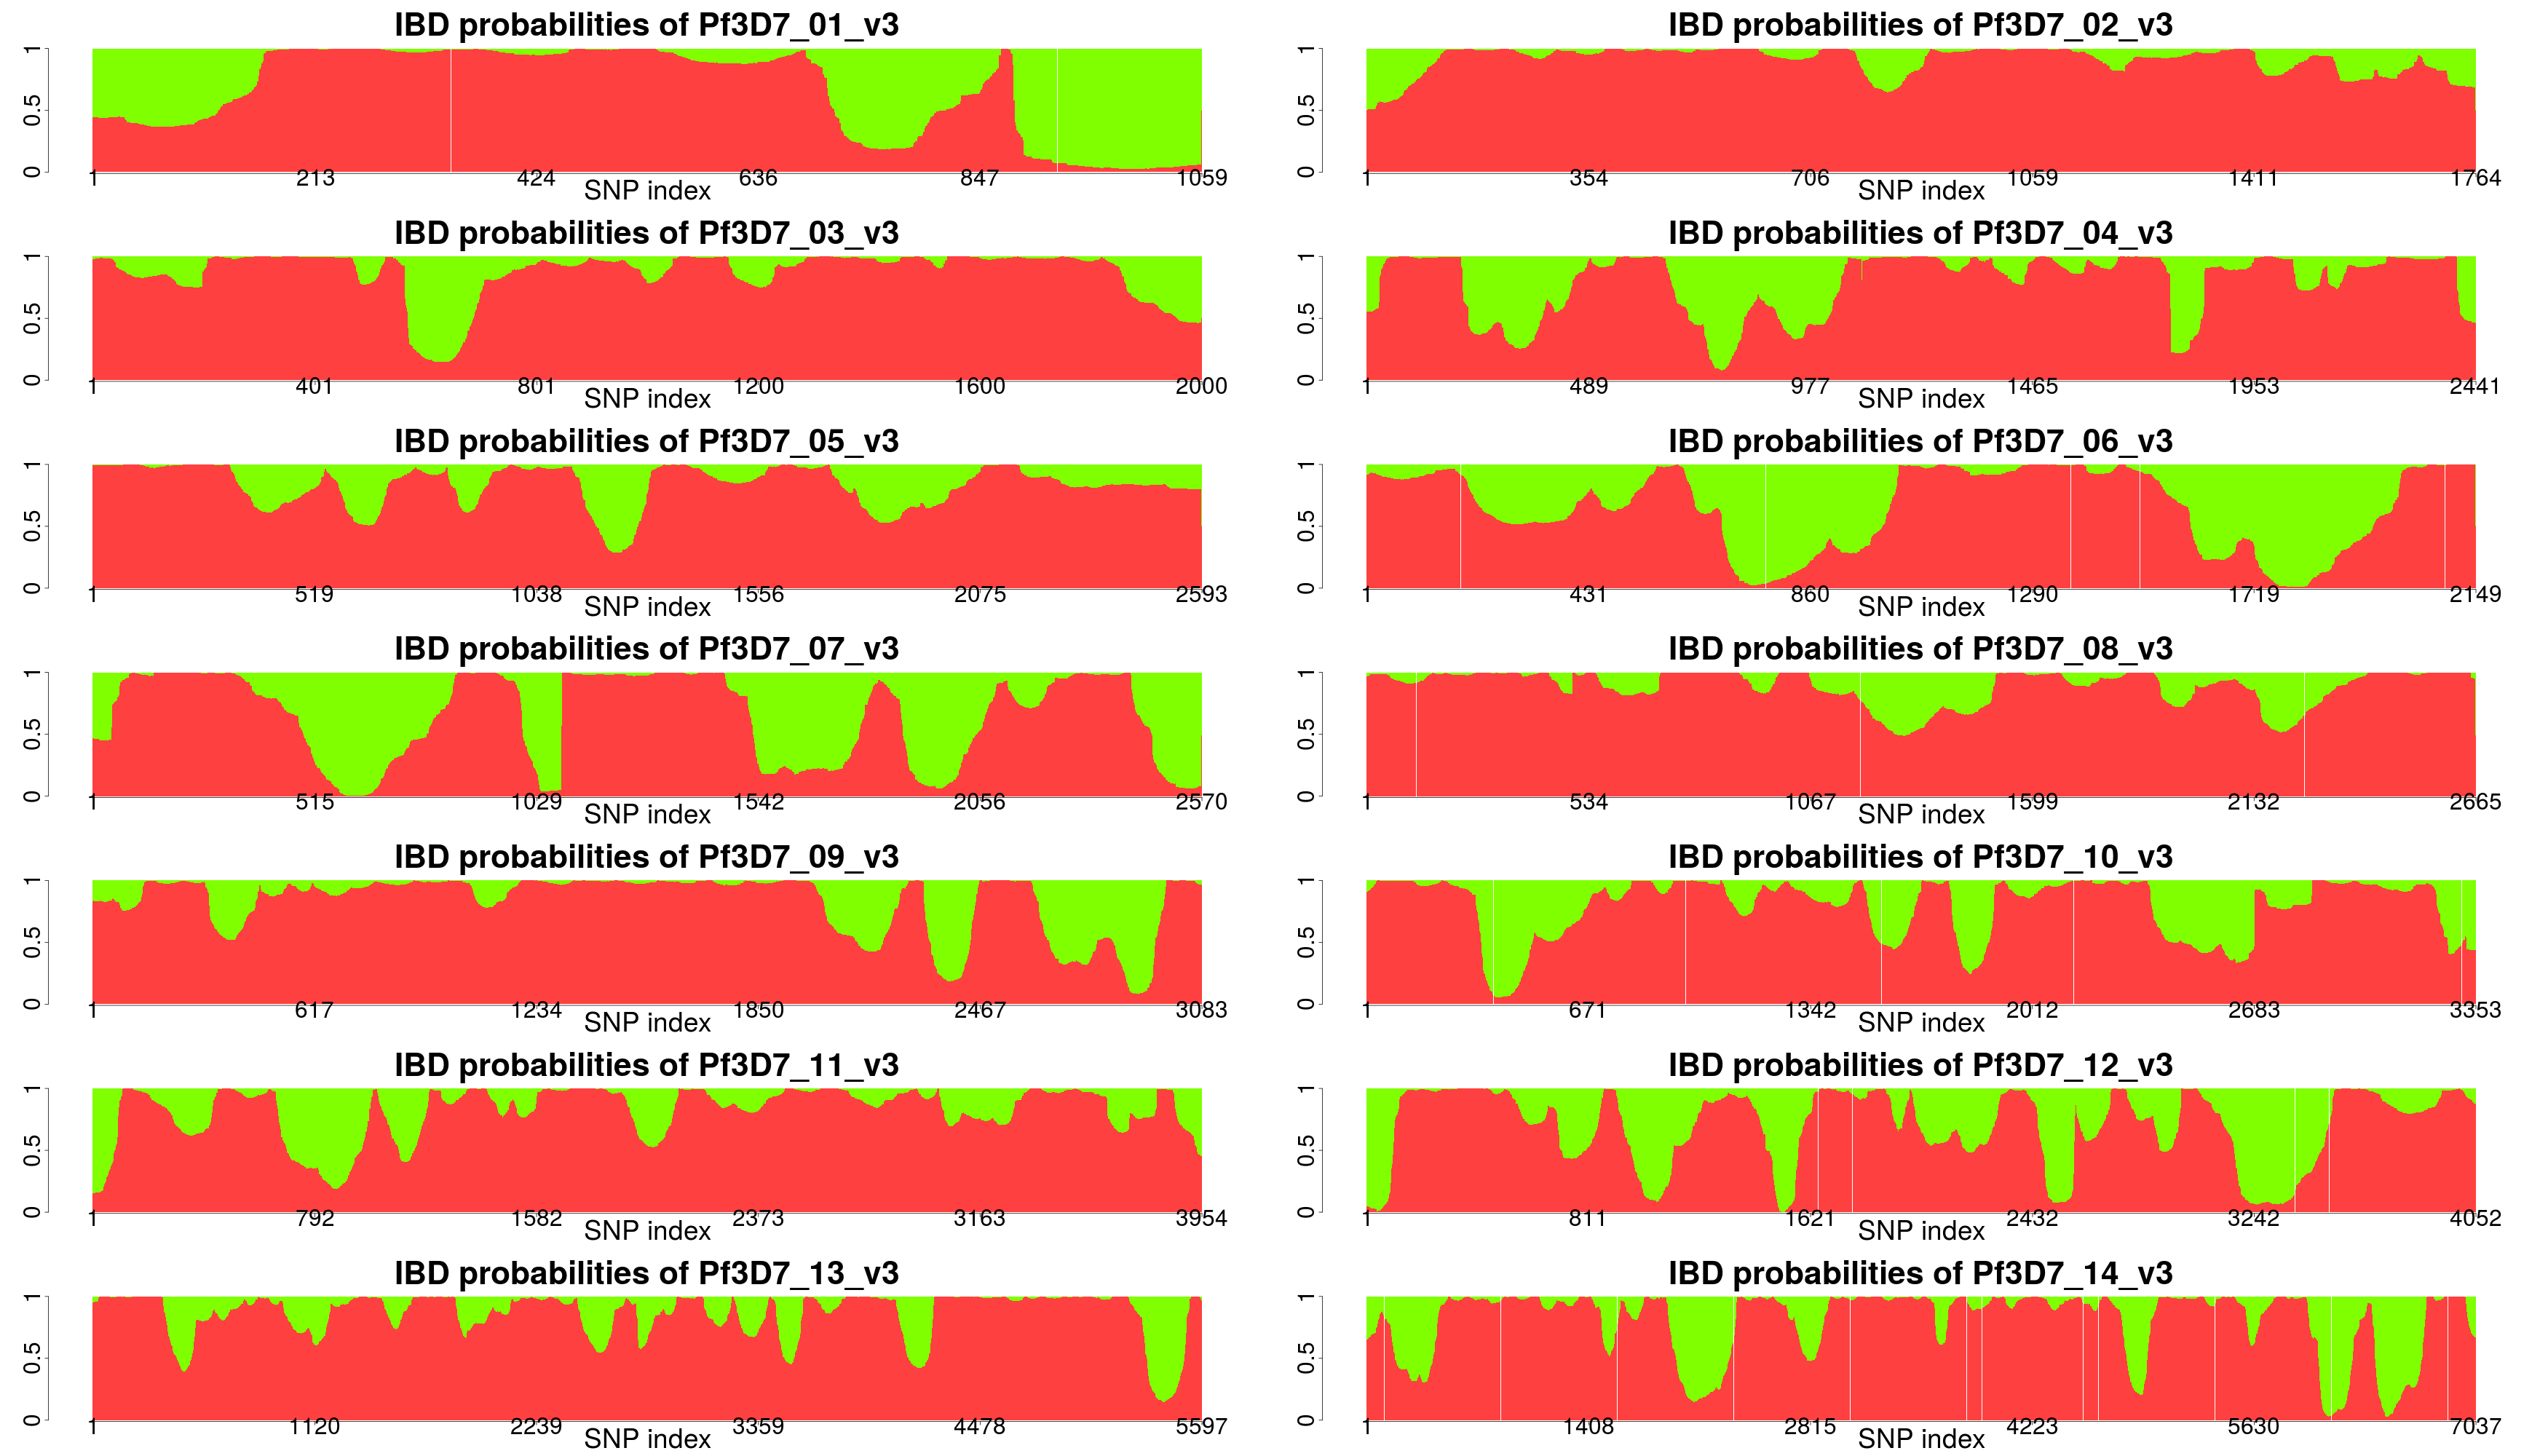 IBD probabilities of Pf3D7_01_v3
0 0.5 1
1 213 424 636 847 1059
SNP index
IBD probabilities of Pf3D7_02_v3
0 0.5 1
1 354 706 1059 1411 1764
SNP index
IBD probabilities of Pf3D7_03_v3
0 0.5 1
1 401 801 1200 1600 2000
SNP index
IBD probabilities of Pf3D7_04_v3
0 0.5 1
1 489 977 1465 1953 2441
SNP index
IBD probabilities of Pf3D7_05_v3
0 0.5 1
1 519 1038 1556 2075 2593
SNP index
IBD probabilities of Pf3D7_06_v3
0 0.5 1
1 431 860 1290 1719 2149
SNP index
IBD probabilities of Pf3D7_07_v3
0 0.5 1
1 515 1029 1542 2056 2570
SNP index
IBD probabilities of Pf3D7_08_v3
0 0.5 1
1 534 1067 1599 2132 2665
SNP index
IBD probabilities of Pf3D7_09_v3
0 0.5 1
1 617 1234 1850 2467 3083
SNP index
IBD probabilities of Pf3D7_10_v3
0 0.5 1
1 671 1342 2012 2683 3353
SNP index
IBD probabilities of Pf3D7_11_v3
0 0.5 1
1 792 1582 2373 3163 3954
SNP index
IBD probabilities of Pf3D7_12_v3
0 0.5 1
1 811 1621 2432 3242 4052
SNP index
IBD probabilities of Pf3D7_13_v3
0 0.5 1
1 1120 2239 3359 4478 5597
SNP index
IBD probabilities of Pf3D7_14_v3
0 0.5 1
1 1408 2815 4223 5630 7037
SNP index